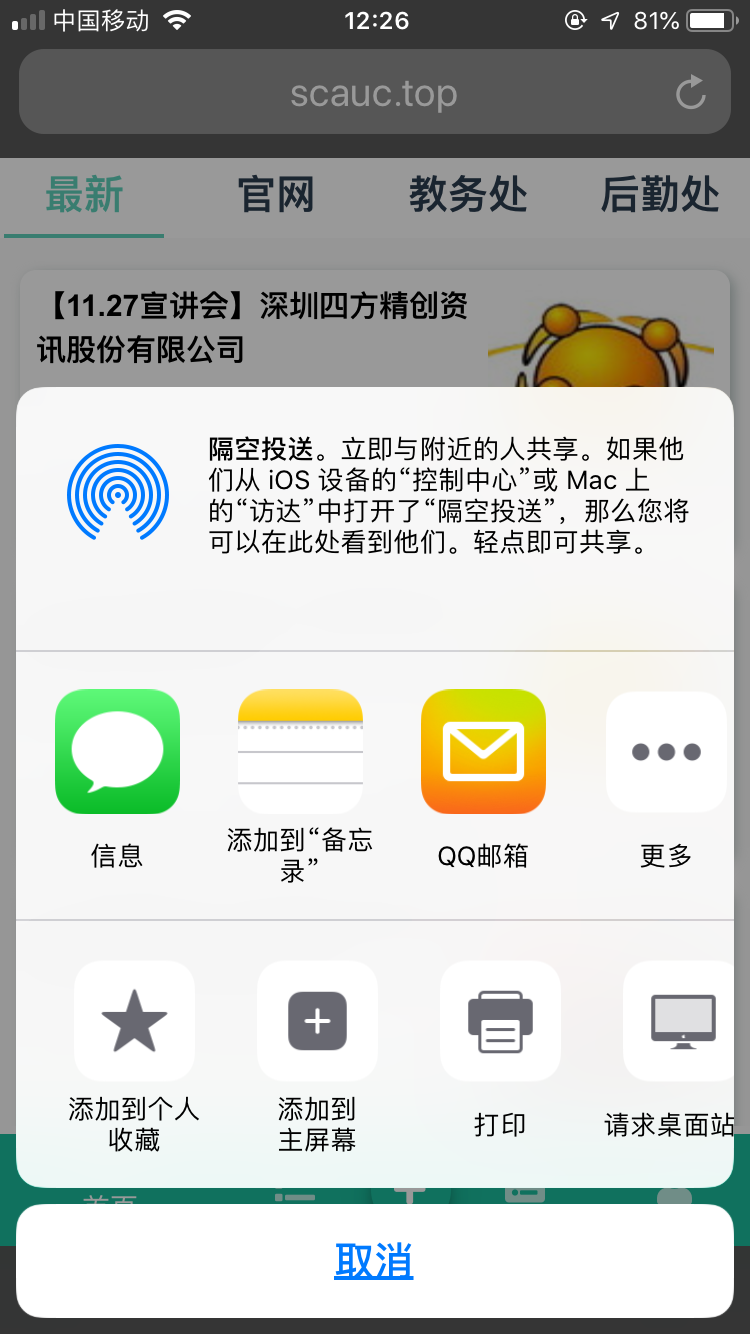 中国移动
12:26
81%
scauc.top
最新
官网
教务处
后勤处
【11.27宣讲会】深圳四方精创资
讯股份有限公司
隔空投送。立即与附近的人共享。如果他
们从 iOS 设备的“控制中心”或 Mac 上
的“访达”中打开了“隔空投送”，那么您将
可以在此处看到他们。轻点即可共享。
信息
添加到“备忘
录”
QQ邮箱
更多
添加到个人
收藏
添加到
主屏幕
打印
请求桌面站
首页
取消